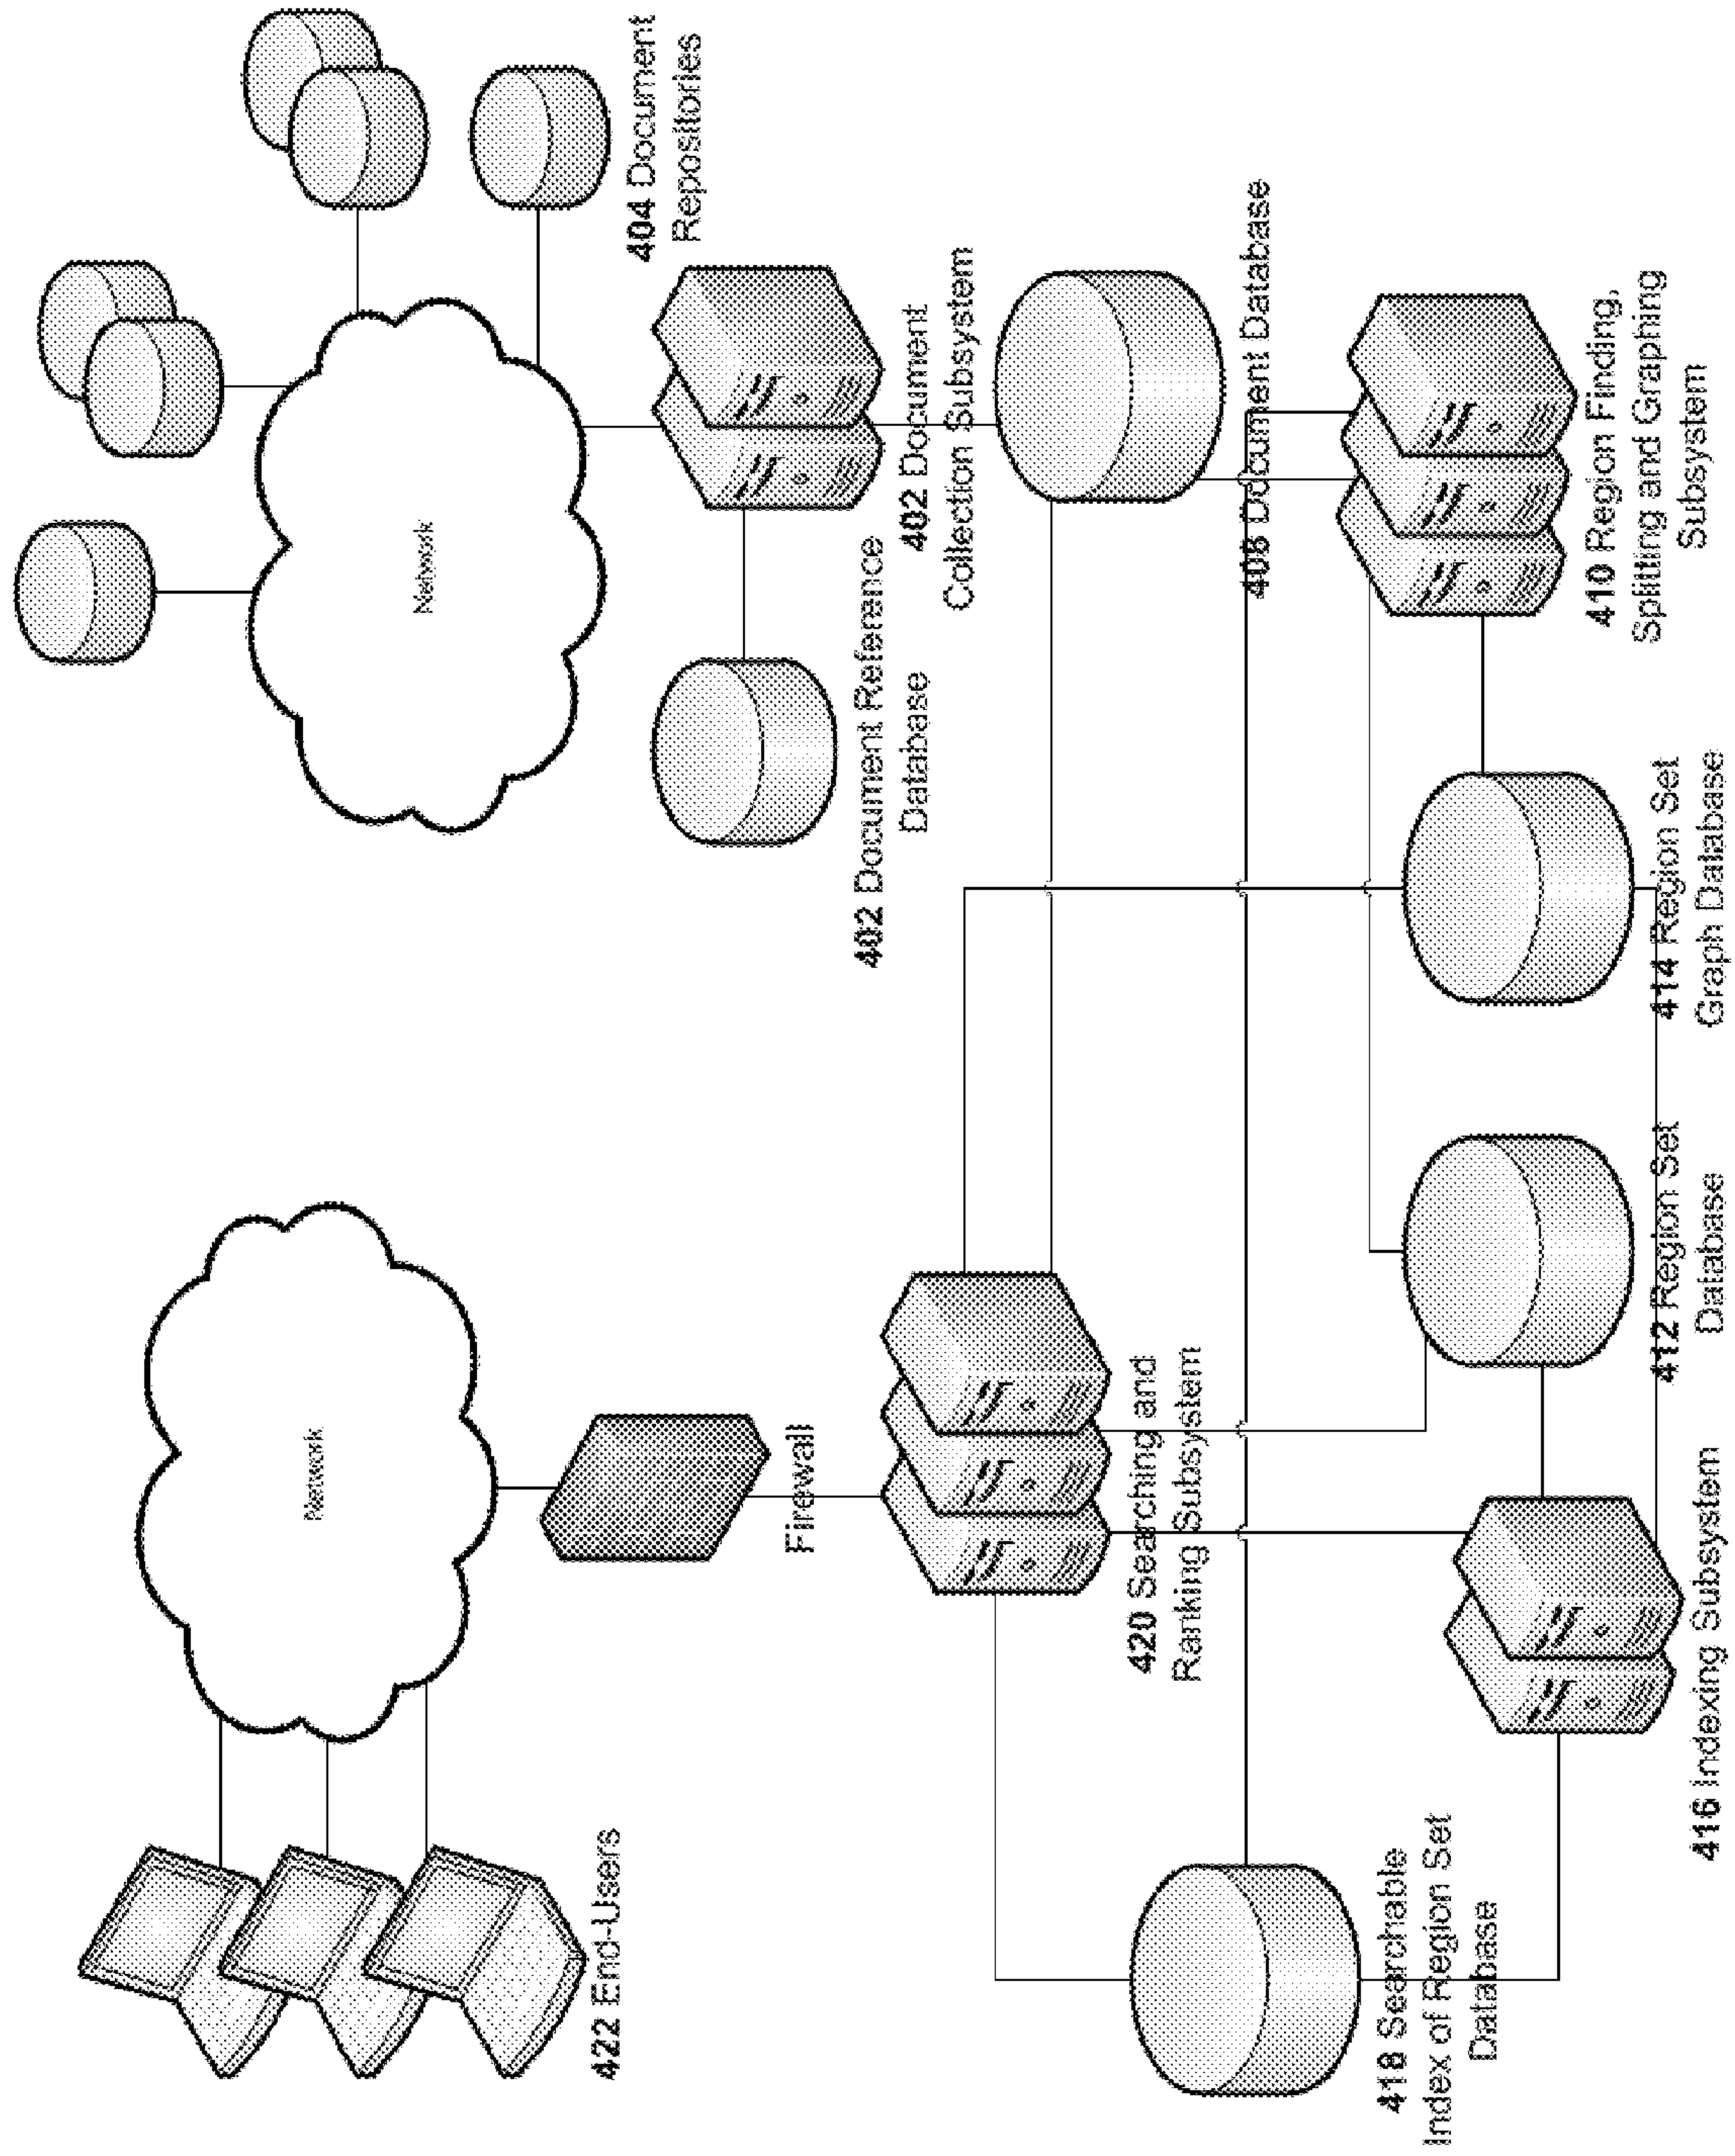 422 End-Users
Network
Firewall
420 Searching and
Ranking Subsystem
418 Searchable
Index of Region Set
Database
416 Indexing Subsystem
412 Region Set
Database
414 Region Set
Graph Database
Network
404 Document
Repositories
402 Document Reference
Database
402 Document
Collection Subsystem
408 Document Database
410 Region Finding,
Splitting and Graphing
Subsystem